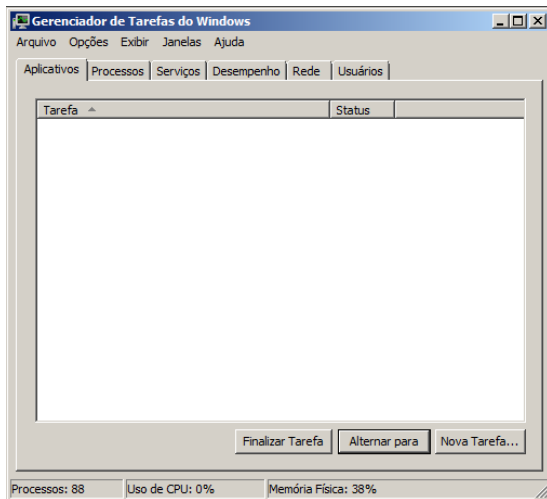 Gerenciador de Tarefas do Windows
Arquivo Opções Exibir Janelas Ajuda
Aplicativos Processos Serviços Desempenho Rede Usuários
Tarefa Status
Finalizar Tarefa Alternar para Nova Tarefa...
Processos: 88 Uso de CPU: 0% Memória Física: 38%